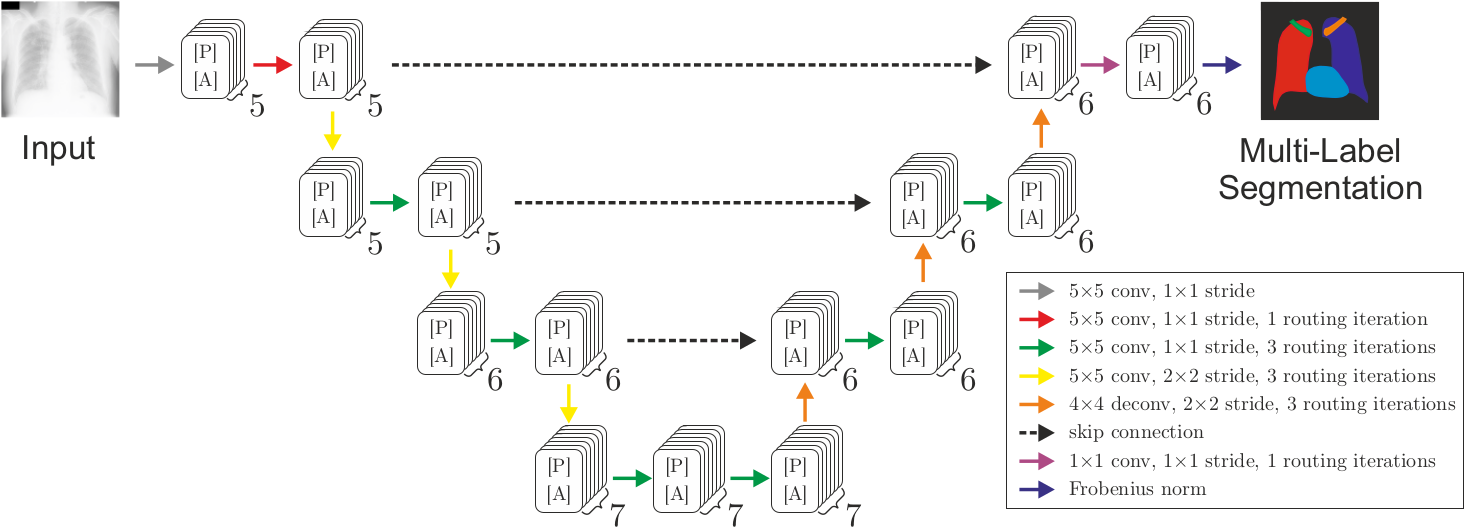 [P] [P] [P] [P]
[A] [A] [A] [A]
5 5 6 6
Input
Multi-Label
Segmentation
[P] [P] [P] [P]
[A] [A] [A] [A]
5 5 6 6
[P] [P] [P] [P]
[A] [A] [A] [A]
6 6 6 6
[P] [P] [P]
[A] [A] [A]
7 7 7
5×5 conv, 1×1 stride
5×5 conv, 1×1 stride, 1 routing iteration
5×5 conv, 1×1 stride, 3 routing iterations
5×5 conv, 2×2 stride, 3 routing iterations
4×4 deconv, 2×2 stride, 3 routing iterations
skip connection
1×1 conv, 1×1 stride, 1 routing iterations
Frobenius norm